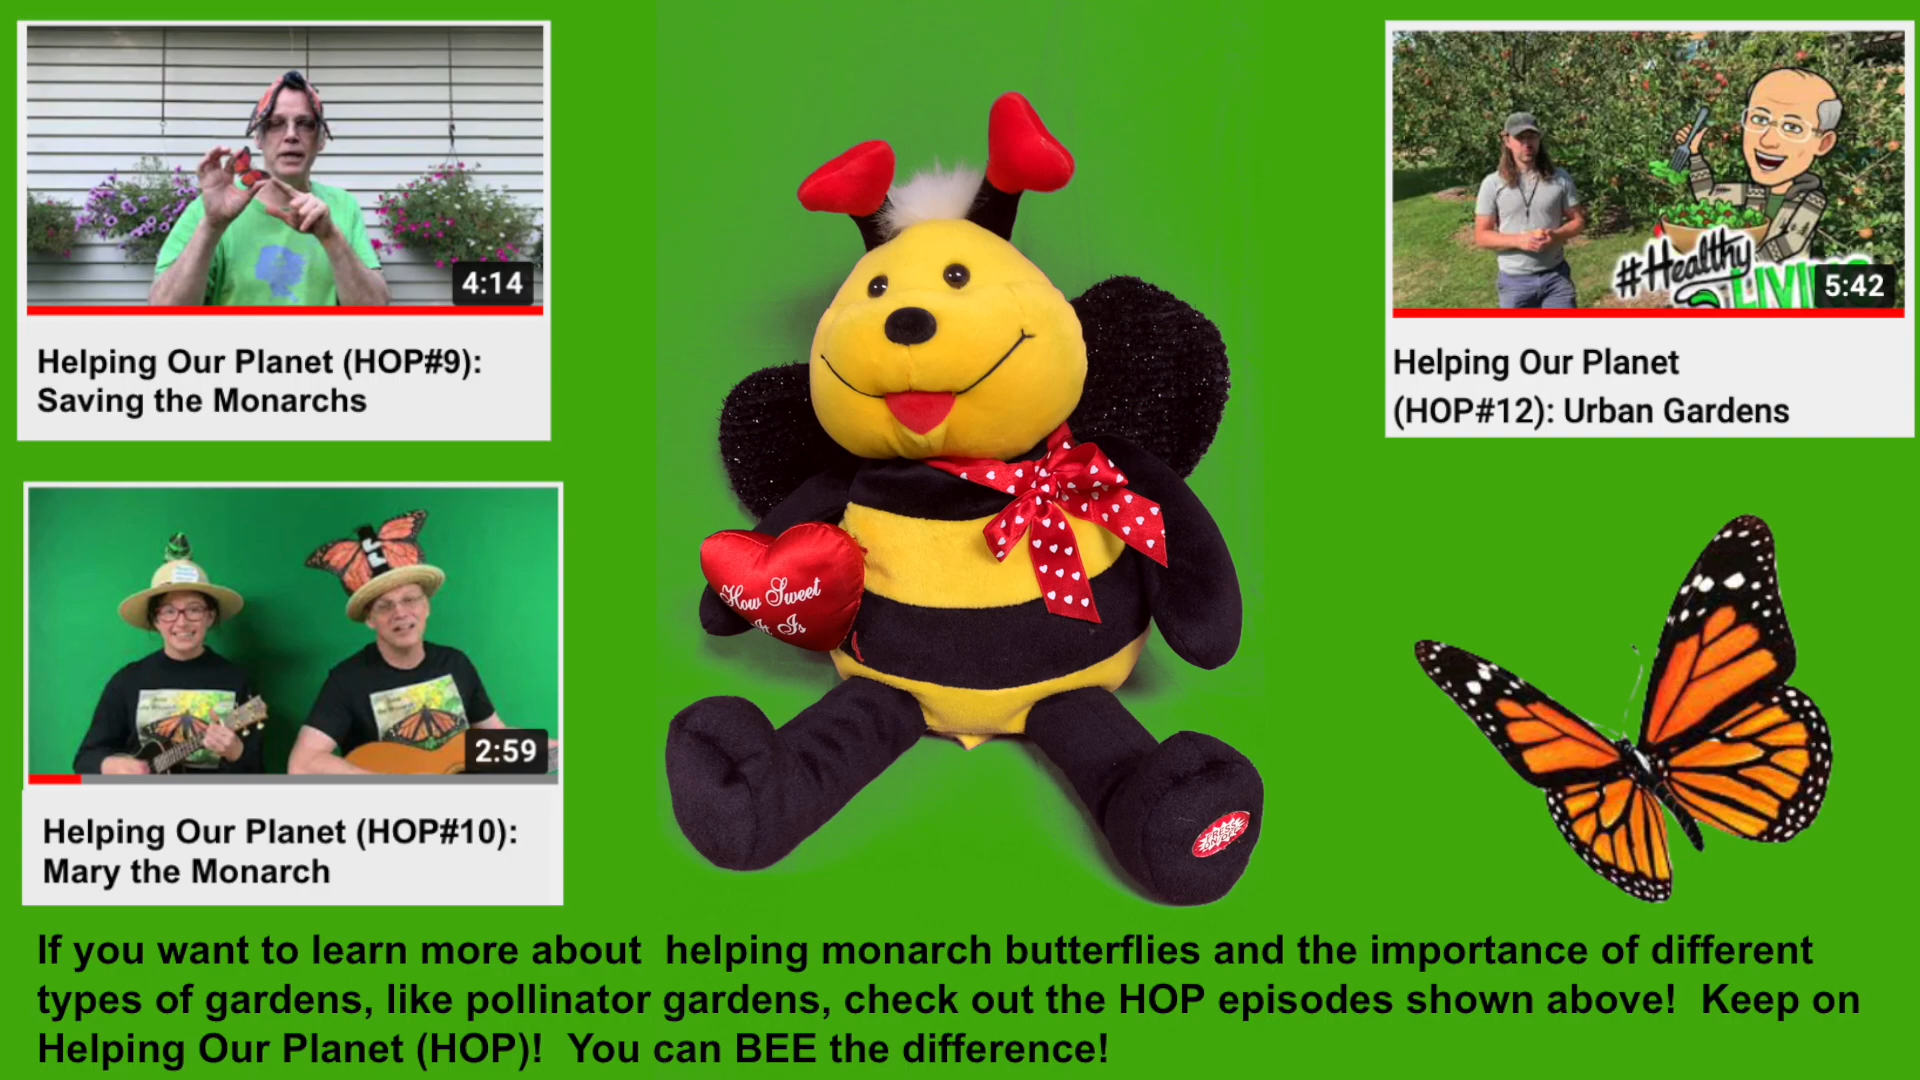 4:14
Helping Our Planet (HOP#9):
Saving the Monarchs
#Healthy
LIVING
5:42
Helping Our Planet
(HOP#12): Urban Gardens
How Sweet
It Is
2:59
Helping Our Planet (HOP#10):
Mary the Monarch
If you want to learn more about  helping monarch butterflies and the importance of different
types of gardens, like pollinator gardens, check out the HOP episodes shown above!  Keep on
Helping Our Planet (HOP)!  You can BEE the difference!